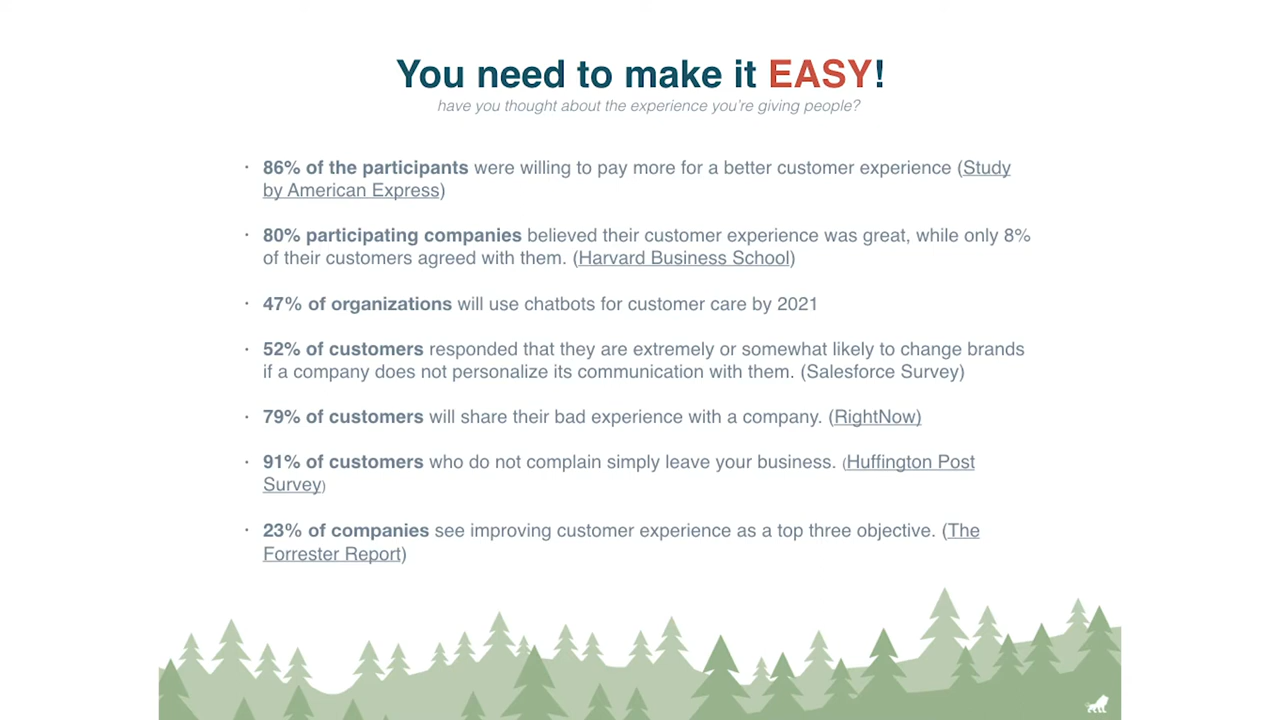 You need to make it EASY!
have you thought about the experience you're giving people?
· 86% of the participants were willing to pay more for a better customer experience (Study
by American Express)
· 80% participating companies believed their customer experience was great, while only 8%
of their customers agreed with them. (Harvard Business School)
· 47% of organizations will use chatbots for customer care by 2021
· 52% of customers responded that they are extremely or somewhat likely to change brands
if a company does not personalize its communication with them. (Salesforce Survey)
· 79% of customers will share their bad experience with a company. (RightNow)
· 91% of customers who do not complain simply leave your business. (Huffington Post
Survey)
· 23% of companies see improving customer experience as a top three objective. (The
Forrester Report)